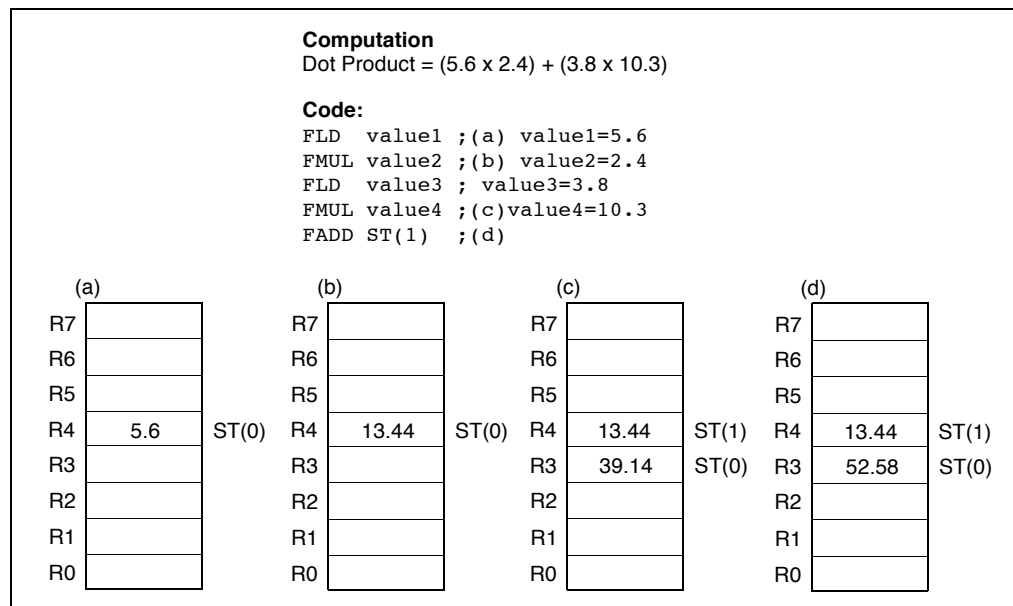 Computation
Dot Product = (5.6 x 2.4) + (3.8 x 10.3)
Code:
FLD  value1 ;(a) value1=5.6
FMUL value2 ;(b) value2=2.4
FLD  value3 ; value3=3.8
FMUL value4 ;(c)value4=10.3
FADD ST(1)  ;(d)
(a) (b) (c) (d)
R7 R7 R7 R7
R6 R6 R6 R6
R5 R5 R5 R5
R4 5.6 ST(0) R4 13.44 ST(0) R4 13.44 ST(1) R4 13.44 ST(1)
R3 R3 R3 39.14 ST(0) R3 52.58 ST(0)
R2 R2 R2 R2
R1 R1 R1 R1
R0 R0 R0 R0